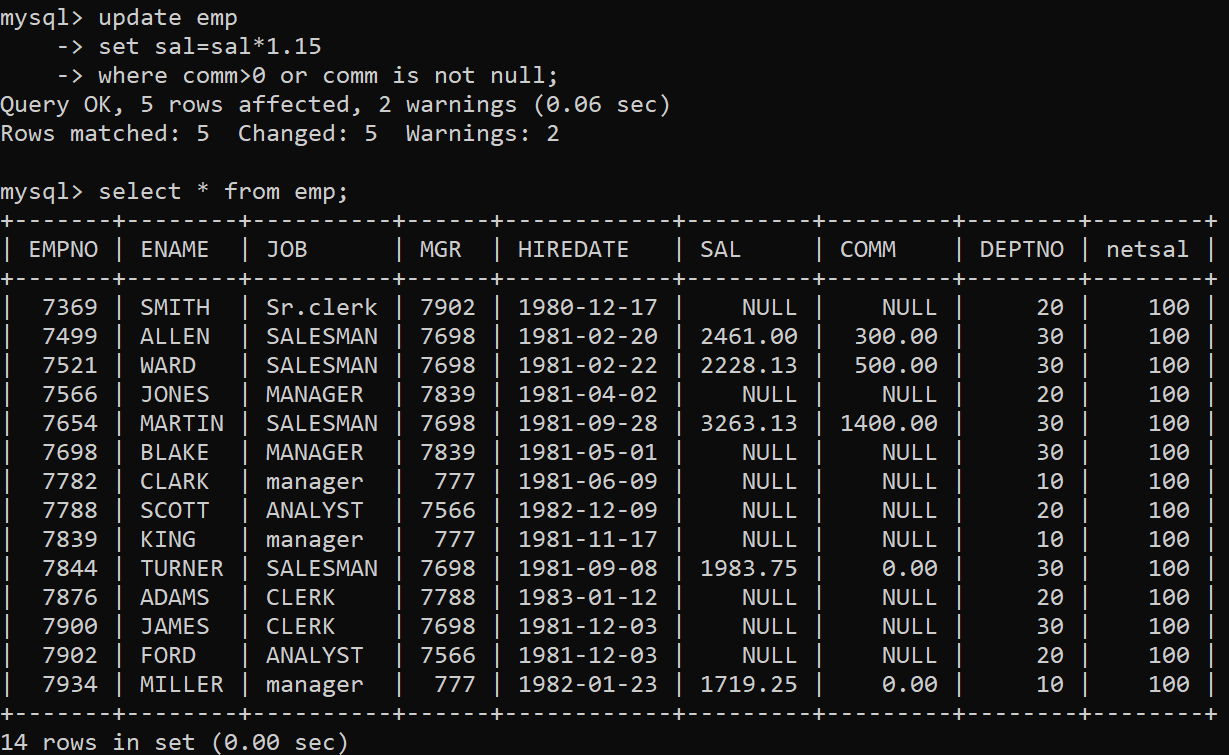 mysql> update emp
    -> set sal=sal*1.15
    -> where comm>0 or comm is not null;
Query OK, 5 rows affected, 2 warnings (0.06 sec)
Rows matched: 5  Changed: 5  Warnings: 2

mysql> select * from emp;
+-------+--------+----------+------+------------+---------+---------+--------+--------+
| EMPNO | ENAME  | JOB      | MGR  | HIREDATE   | SAL     | COMM    | DEPTNO | netsal |
+-------+--------+----------+------+------------+---------+---------+--------+--------+
|  7369 | SMITH  | Sr.clerk | 7902 | 1980-12-17 |    NULL |    NULL |     20 |    100 |
|  7499 | ALLEN  | SALESMAN | 7698 | 1981-02-20 | 2461.00 |  300.00 |     30 |    100 |
|  7521 | WARD   | SALESMAN | 7698 | 1981-02-22 | 2228.13 |  500.00 |     30 |    100 |
|  7566 | JONES  | MANAGER  | 7839 | 1981-04-02 |    NULL |    NULL |     20 |    100 |
|  7654 | MARTIN | SALESMAN | 7698 | 1981-09-28 | 3263.13 | 1400.00 |     30 |    100 |
|  7698 | BLAKE  | MANAGER  | 7839 | 1981-05-01 |    NULL |    NULL |     30 |    100 |
|  7782 | CLARK  | manager  |  777 | 1981-06-09 |    NULL |    NULL |     10 |    100 |
|  7788 | SCOTT  | ANALYST  | 7566 | 1982-12-09 |    NULL |    NULL |     20 |    100 |
|  7839 | KING   | manager  |  777 | 1981-11-17 |    NULL |    NULL |     10 |    100 |
|  7844 | TURNER | SALESMAN | 7698 | 1981-09-08 | 1983.75 |    0.00 |     30 |    100 |
|  7876 | ADAMS  | CLERK    | 7788 | 1983-01-12 |    NULL |    NULL |     20 |    100 |
|  7900 | JAMES  | CLERK    | 7698 | 1981-12-03 |    NULL |    NULL |     30 |    100 |
|  7902 | FORD   | ANALYST  | 7566 | 1981-12-03 |    NULL |    NULL |     20 |    100 |
|  7934 | MILLER | manager  |  777 | 1982-01-23 | 1719.25 |    0.00 |     10 |    100 |
+-------+--------+----------+------+------------+---------+---------+--------+--------+
14 rows in set (0.00 sec)